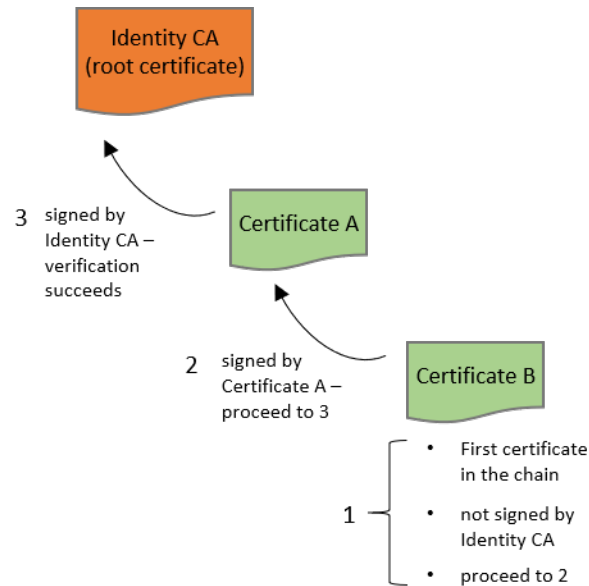 Identity CA
(root certificate)
3 signed by
Identity CA –
verification
succeeds
Certificate A
2 signed by
Certificate A –
proceed to 3
Certificate B
1
• First certificate
in the chain
• not signed by
Identity CA
• proceed to 2